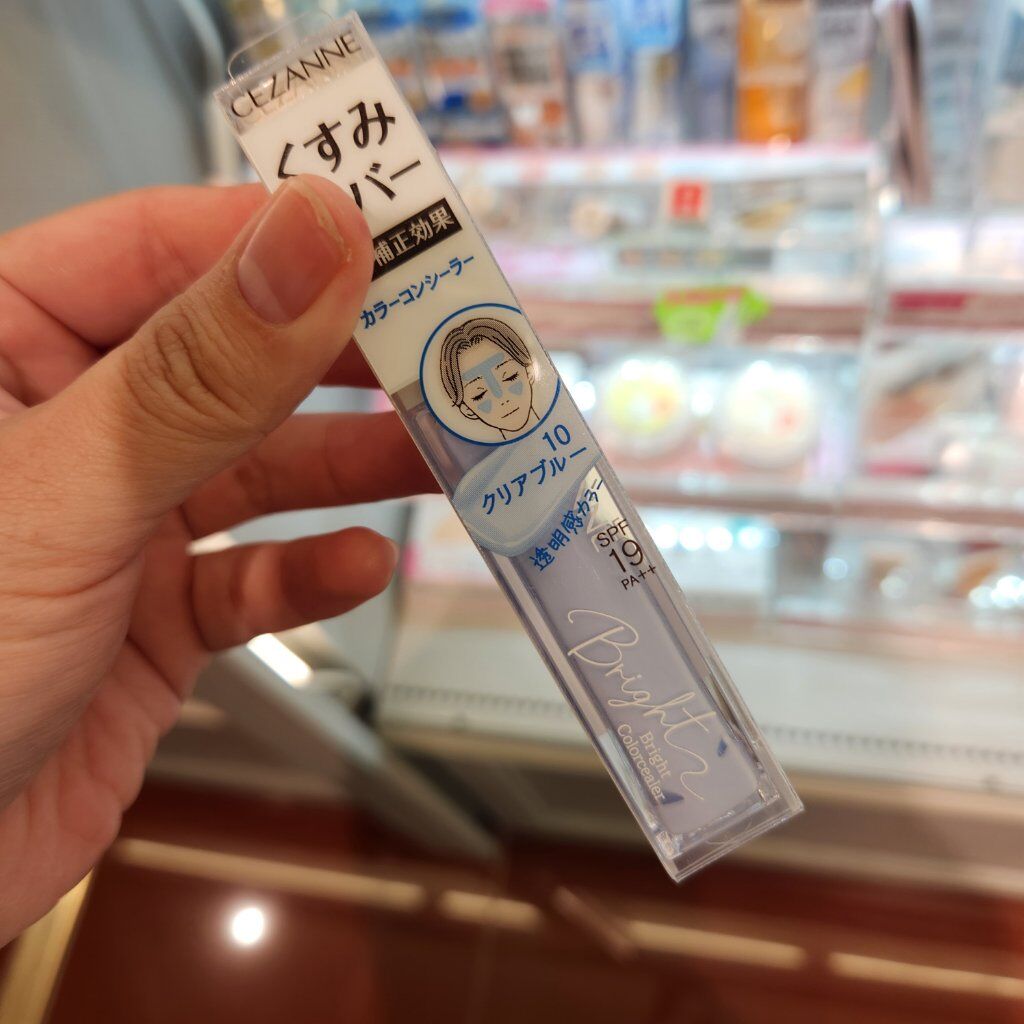 CEZANNE
くすみ
バー
補正効果
カラーコンシーラー
10
クリアブルー
透明感カラー
SPF
19
PA++
Bright
Bright
Colorcealer